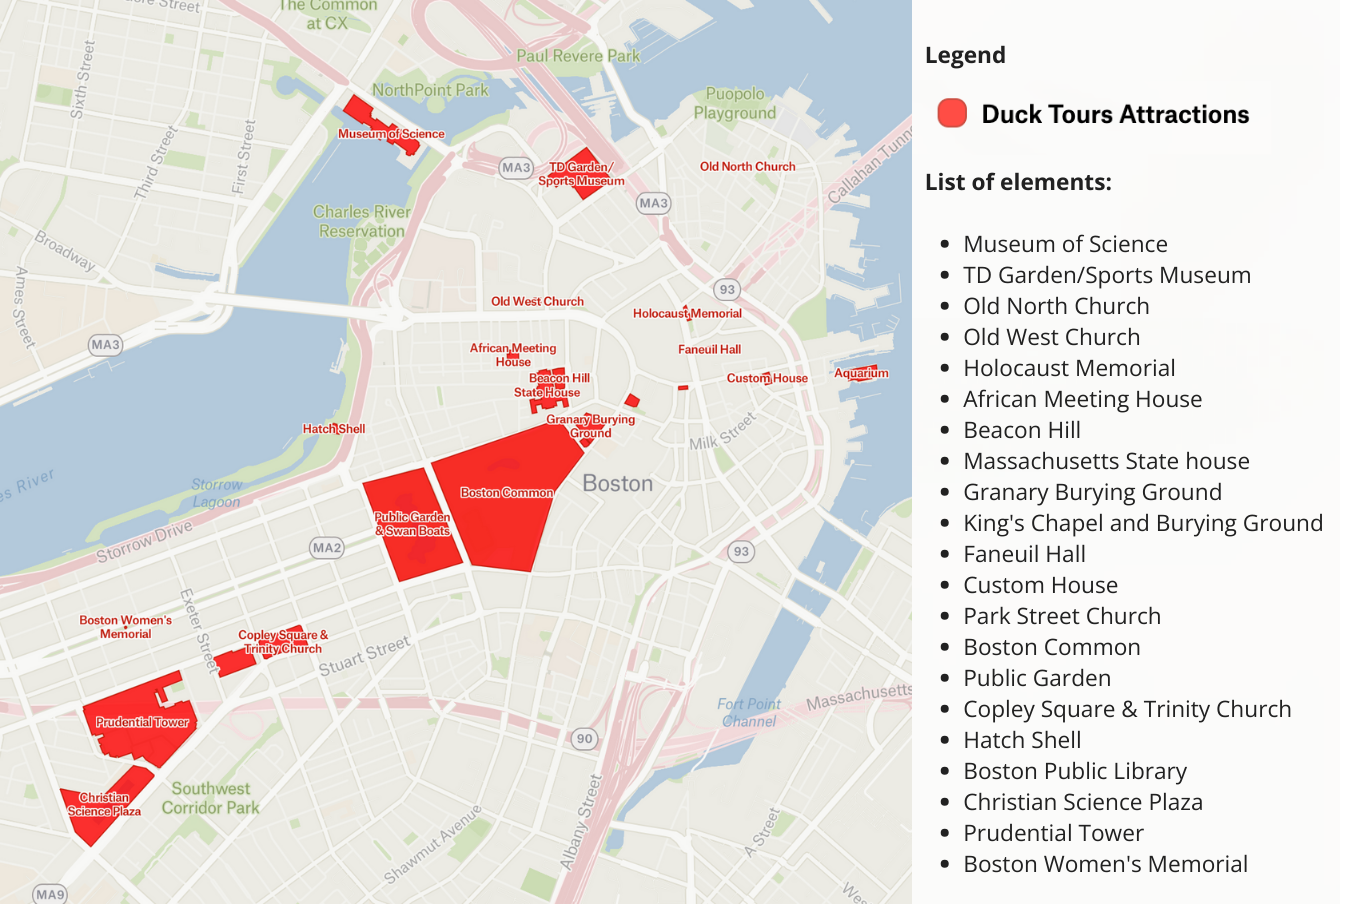 The Common
at CX
Paul Revere Park
NorthPoint Park
Puopolo
Playground
Sixth Street
Third Street
First Street
Museum of Science
MA3
TD Garden/
Sports Museum
Old North Church
Callahan Tunn
MA3
Charles River
Reservation
Broadway
Ames Street
MA3
93
Old West Church
Holocaust Memorial
African Meeting
House
Faneuil Hall
Beacon Hill
State House
Custom House
Aquarium
Hatch Shell
Granary Burying
Ground
Milk Street
Boston
es River
Storrow
Lagoon
Boston Common
Public Garden
& Swan Boats
Storrow Drive
MA2
93
Exeter Street
Boston Women's
Memorial
Copley Square &
Trinity Church
Stuart Street
Fort Point
Channel
Massachusetts
Prudential Tower
90
Southwest
Corridor Park
Christian
Science Plaza
Albany Street
Shawmut Avenue
A Street
Wes
MA9
Legend
Duck Tours Attractions
List of elements:
• Museum of Science
• TD Garden/Sports Museum
• Old North Church
• Old West Church
• Holocaust Memorial
• African Meeting House
• Beacon Hill
• Massachusetts State house
• Granary Burying Ground
• King's Chapel and Burying Ground
• Faneuil Hall
• Custom House
• Park Street Church
• Boston Common
• Public Garden
• Copley Square & Trinity Church
• Hatch Shell
• Boston Public Library
• Christian Science Plaza
• Prudential Tower
• Boston Women's Memorial